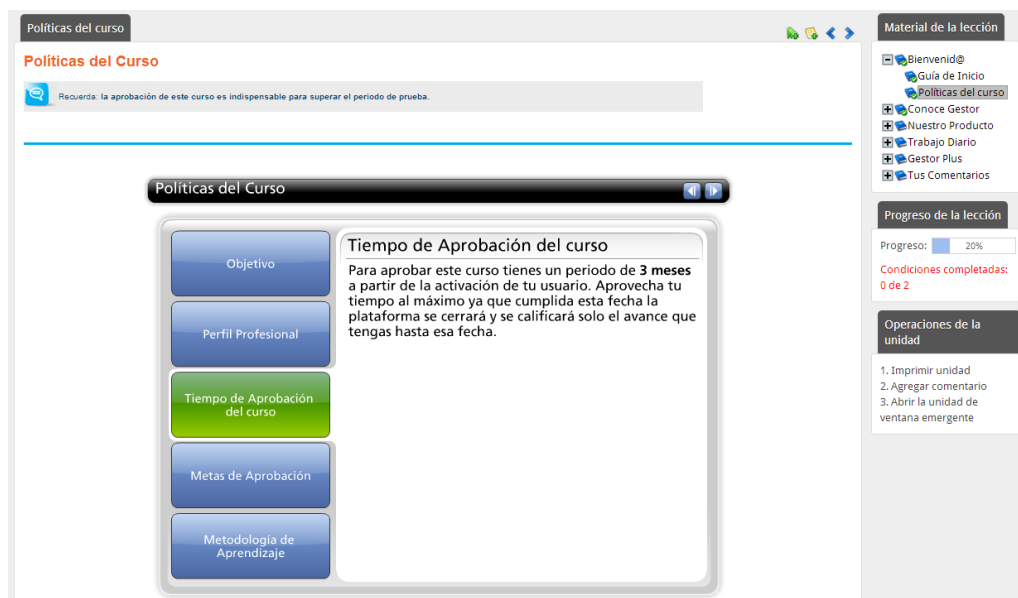 Políticas del curso
Políticas del Curso
Recuerda: la aprobación de este curso es indispensable para superar el periodo de prueba.
Políticas del Curso
Objetivo
Perfil Profesional
Tiempo de Aprobación
del curso
Metas de Aprobación
Metodología de
Aprendizaje
Tiempo de Aprobación del curso
Para aprobar este curso tienes un periodo de 3 meses
a partir de la activación de tu usuario. Aprovecha tu
tiempo al máximo ya que cumplida esta fecha la
plataforma se cerrará y se calificará solo el avance que
tengas hasta esa fecha.
Material de la lección
Bienvenid@
Guía de Inicio
Políticas del curso
Conoce Gestor
Nuestro Producto
Trabajo Diario
Gestor Plus
Tus Comentarios
Progreso de la lección
Progreso: 20%
Condiciones completadas:
0 de 2
Operaciones de la
unidad
1. Imprimir unidad
2. Agregar comentario
3. Abrir la unidad de
ventana emergente